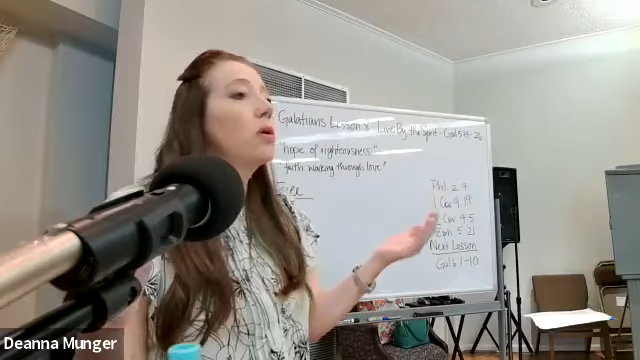 Galatians Lesson 8 Live By the Spirit - Gal 5:13-26
"hope of righteousness"
"faith working through love"
Free
Phil 2 7
1 Cor 9 19
2 Cor 4 5
Eph 5 21
Next Lesson
Gal 6 1-10
Deanna Munger